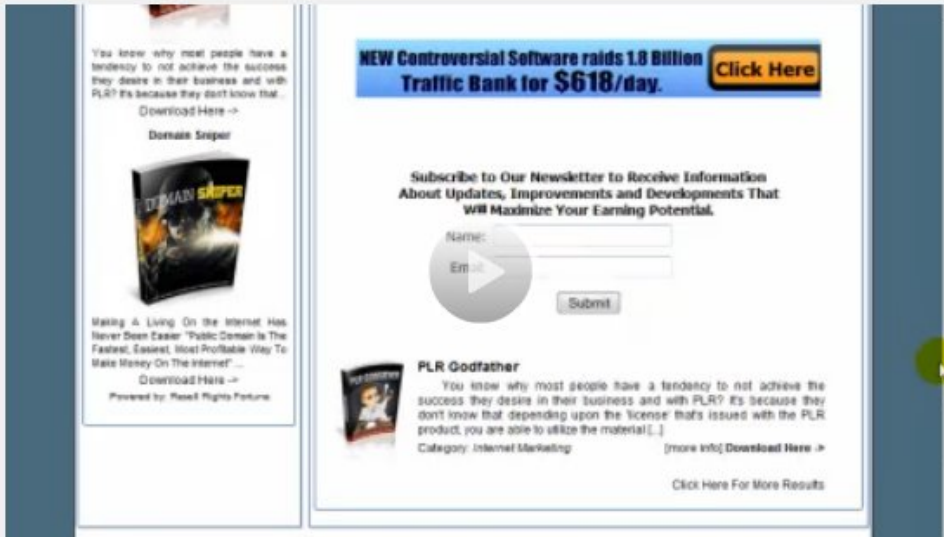 You know why most people have a
tendency to not achieve the success
they desire in their business and with
PLR? It's because they don't know that...
Download Here ->
Domain Sniper
DOMAIN SNIPER
Making A Living On the Internet Has
Never Been Easier "Public Domain Is The
Fastest, Easiest, Most Profitable Way To
Make Money On The Internet" ...
Download Here ->
Powered by: Resell Rights Fortune
NEW Controversial Software raids 1.8 Billion
Traffic Bank for $618/day.
Click Here
Subscribe to Our Newsletter to Receive Information
About Updates, Improvements and Developments That
Will Maximize Your Earning Potential.
Name:
Email:
Submit
PLR GODFATHER
PLR Godfather
You know why most people have a tendency to not achieve the
success they desire in their business and with PLR? It's because they
don't know that depending upon the 'license' that's issued with the PLR
product, you are able to utilize the material [...]
Category: Internet Marketing
[more info] Download Here ->
Click Here For More Results